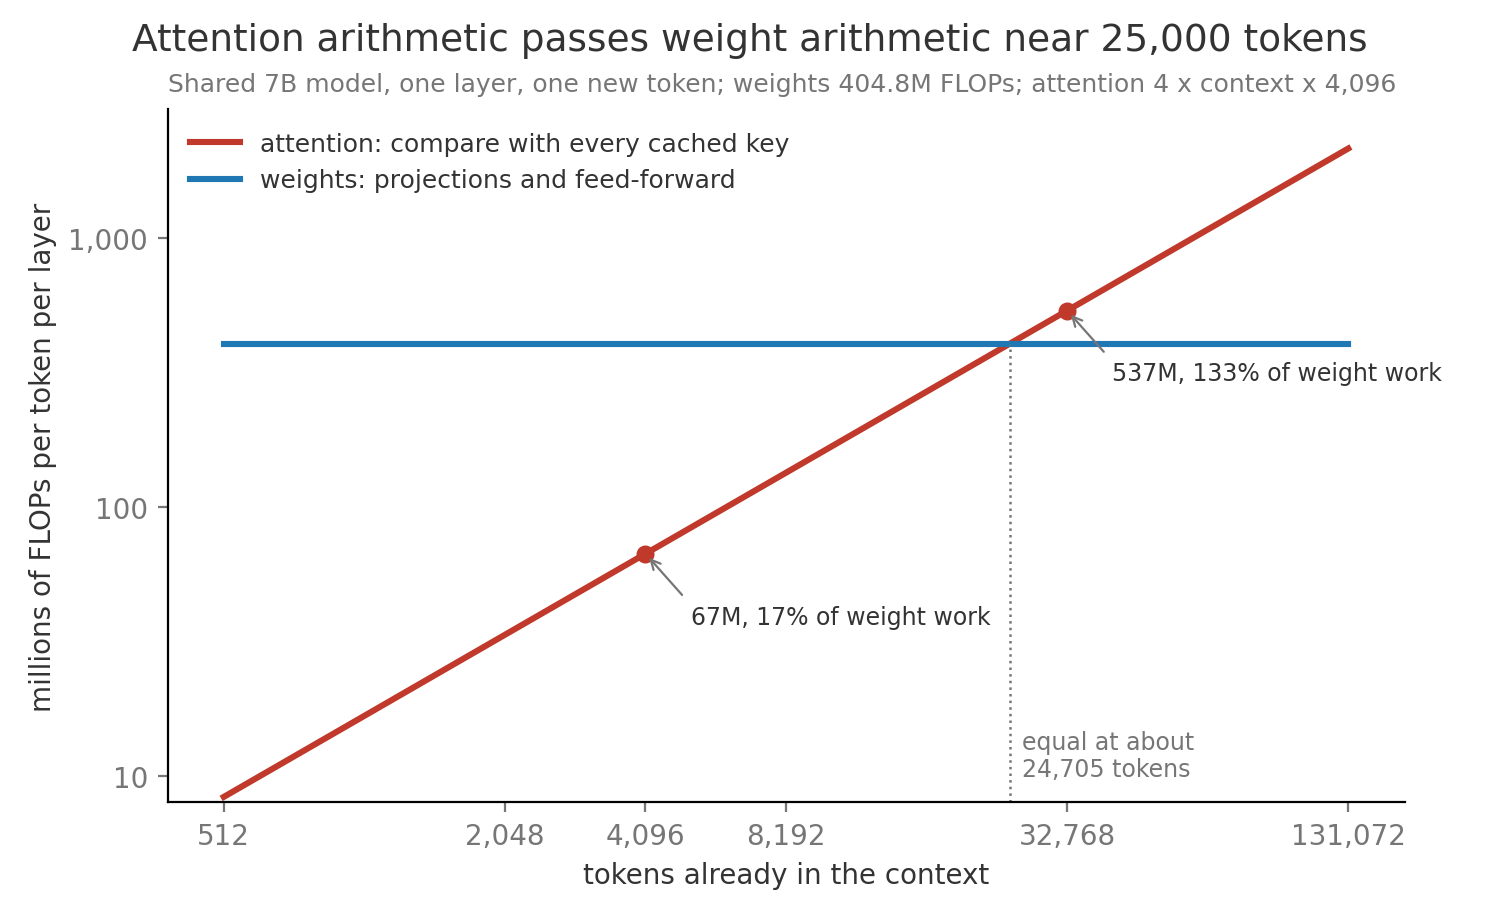 Attention arithmetic passes weight arithmetic near 25,000 tokens
Shared 7B model, one layer, one new token; weights 404.8M FLOPs; attention 4 x context x 4,096
attention: compare with every cached key
weights: projections and feed-forward
millions of FLOPs per token per layer
1,000
100
10
537M, 133% of weight work
67M, 17% of weight work
equal at about
24,705 tokens
512
2,048
4,096
8,192
32,768
131,072
tokens already in the context